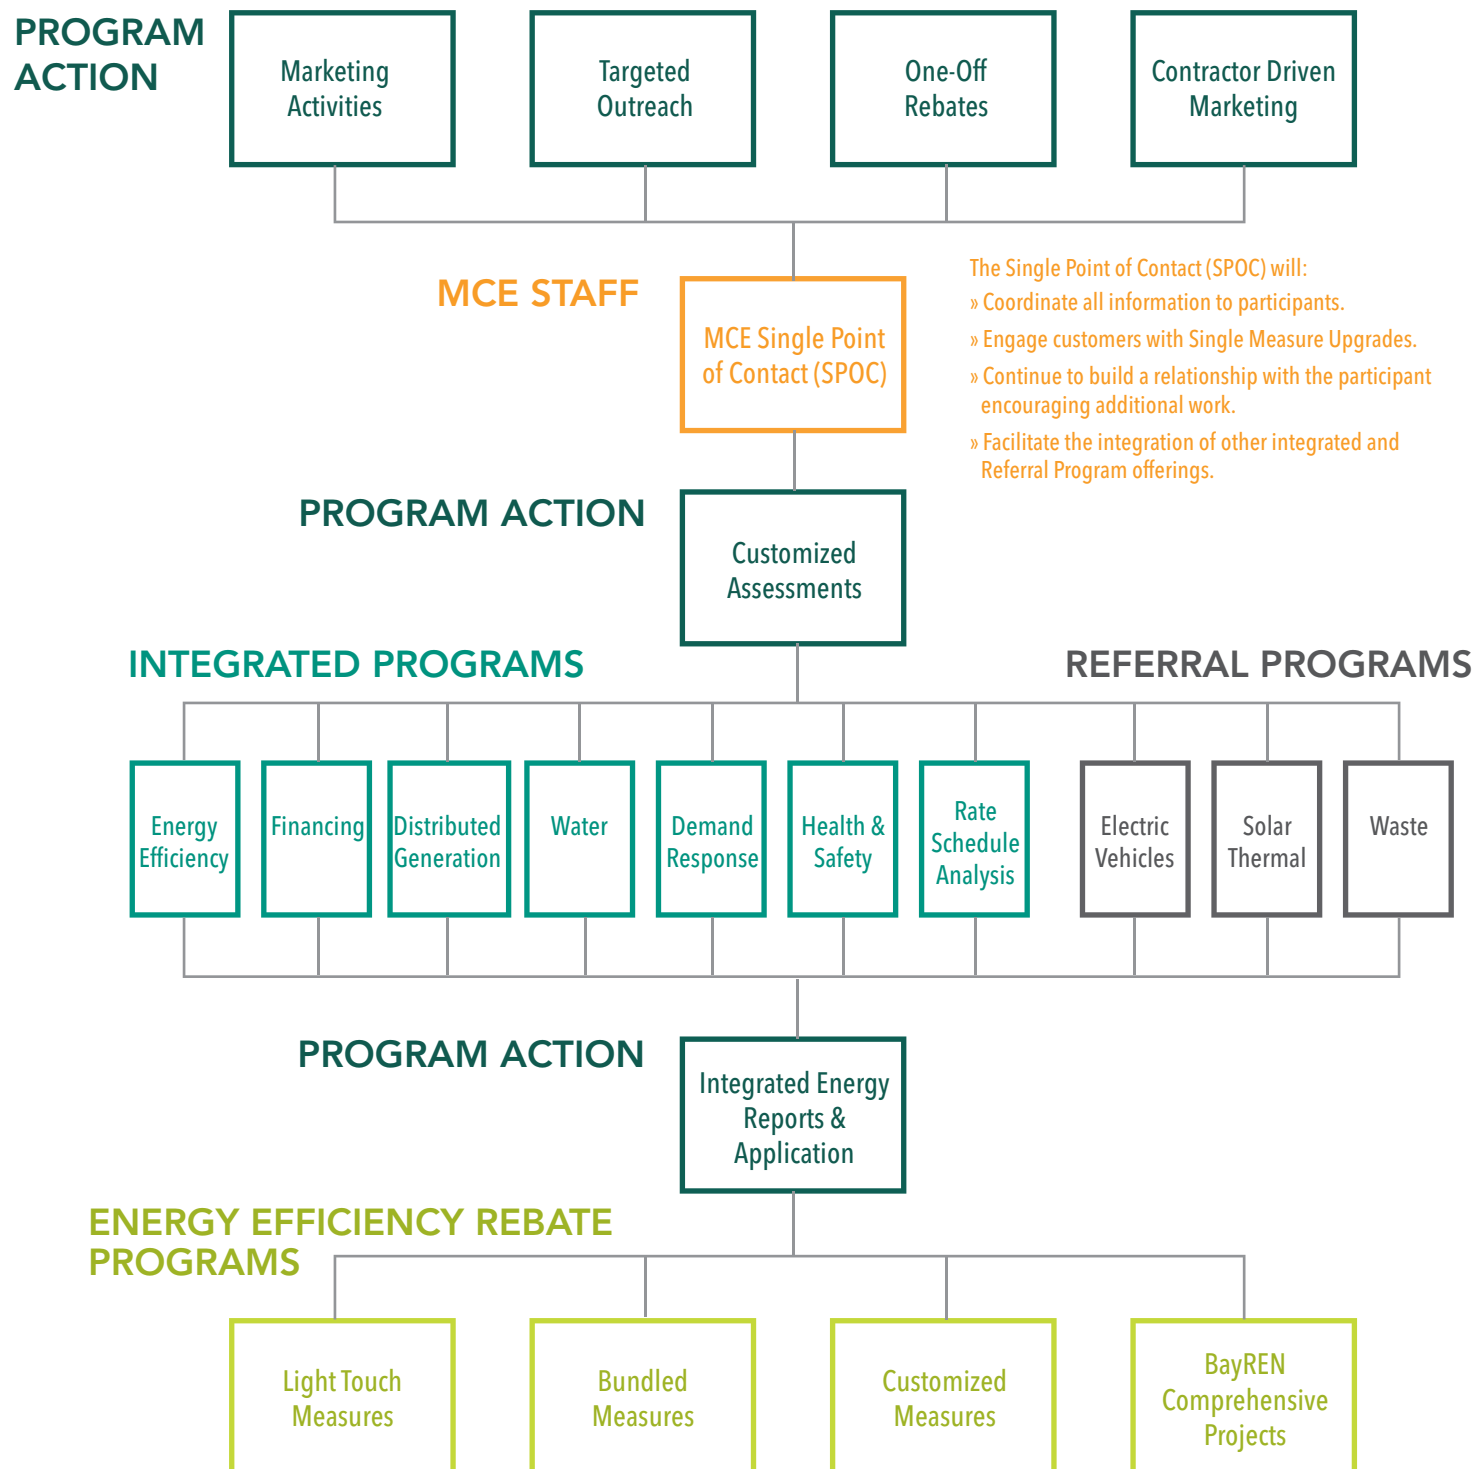 PROGRAM
ACTION
Marketing
Activities
Targeted
Outreach
One-Off
Rebates
Contractor Driven
Marketing
MCE STAFF
MCE Single Point
of Contact (SPOC)
The Single Point of Contact (SPOC) will:
» Coordinate all information to participants.
» Engage customers with Single Measure Upgrades.
» Continue to build a relationship with the participant
encouraging additional work.
» Facilitate the integration of other integrated and
Referral Program offerings.
PROGRAM ACTION
Customized
Assessments
INTEGRATED PROGRAMS
REFERRAL PROGRAMS
Energy
Efficiency
Financing
Distributed
Generation
Water
Demand
Response
Health &
Safety
Rate
Schedule
Analysis
Electric
Vehicles
Solar
Thermal
Waste
PROGRAM ACTION
Integrated Energy
Reports &
Application
ENERGY EFFICIENCY REBATE
PROGRAMS
Light Touch
Measures
Bundled
Measures
Customized
Measures
BayREN
Comprehensive
Projects